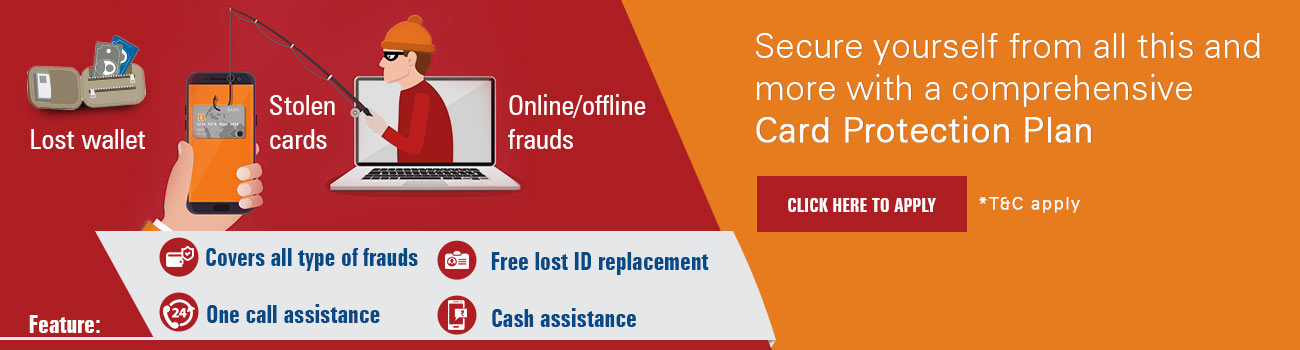 Lost wallet
Stolen
cards
Online/offline
frauds
Secure yourself from all this and
more with a comprehensive
Card Protection Plan
CLICK HERE TO APPLY
*T&C apply
Feature:
Covers all type of frauds
Free lost ID replacement
24
One call assistance
Cash assistance